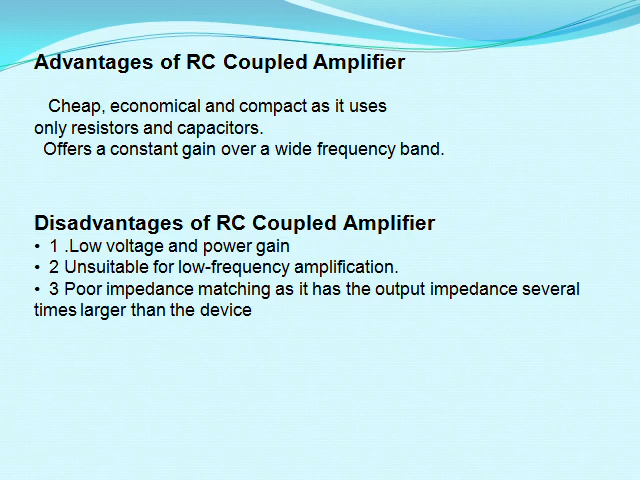 Advantages of RC Coupled Amplifier
Cheap, economical and compact as it uses
only resistors and capacitors.
Offers a constant gain over a wide frequency band.
Disadvantages of RC Coupled Amplifier
• 1 .Low voltage and power gain
• 2 Unsuitable for low-frequency amplification.
• 3 Poor impedance matching as it has the output impedance several
times larger than the device